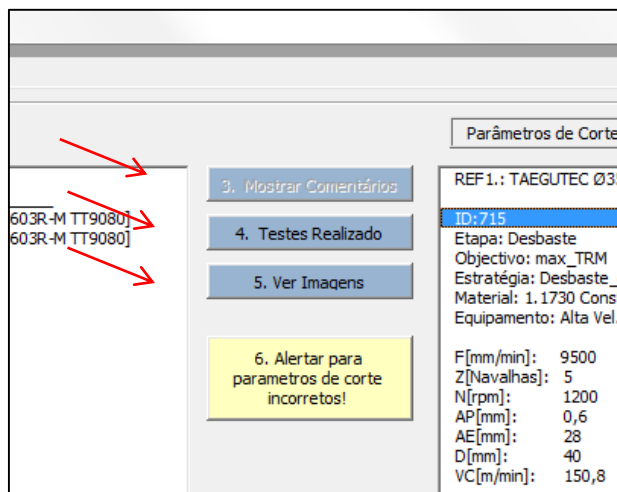 Parâmetros de Corte
603R-M TT9080]
603R-M TT9080]
3. Mostrar Comentários
4. Testes Realizado
5. Ver Imagens
6. Alertar para
parametros de corte
incorretos!
REF1.: TAEGUTEC Ø35
ID:715
Etapa: Desbaste
Objectivo: max_TRM
Estratégia: Desbaste_
Material: 1.1730 Cons
Equipamento: Alta Vel.
F[mm/min]: 9500
Z[Navalhas]: 5
N[rpm]: 1200
AP[mm]: 0,6
AE[mm]: 28
D[mm]: 40
VC[m/min]: 150,8